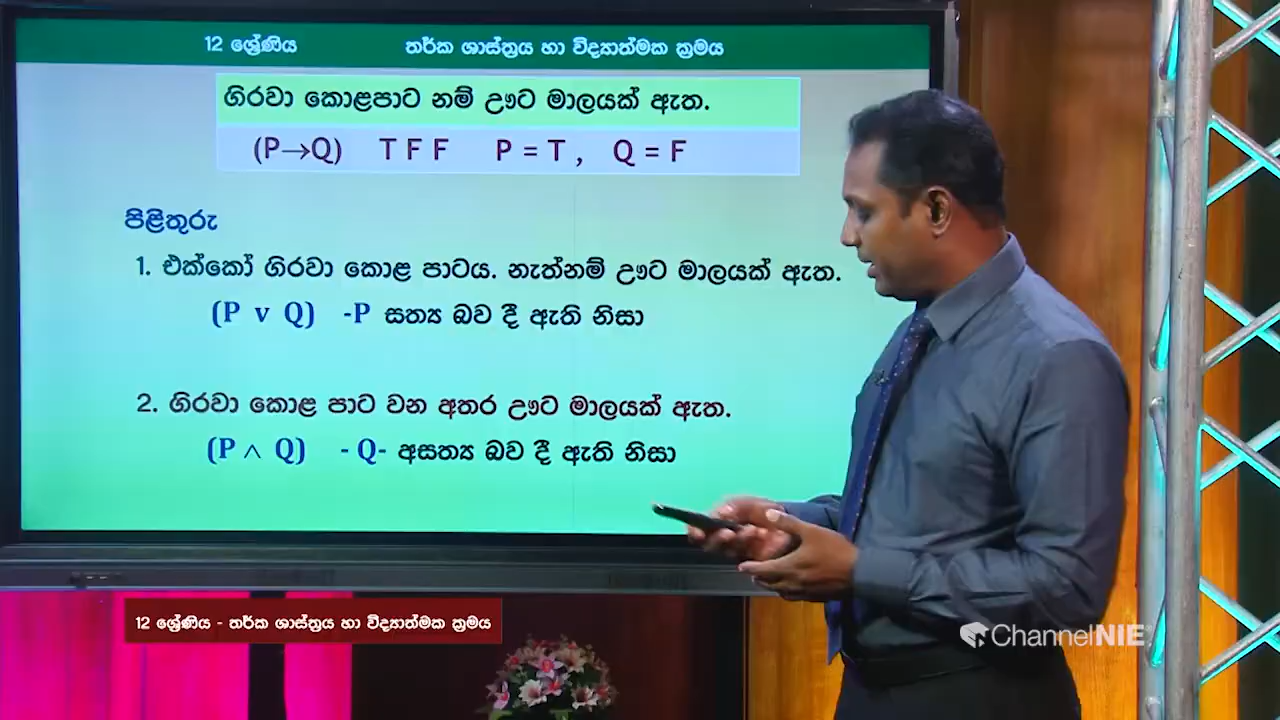 12 ශ්‍රේණිය තර්ක ශාස්ත්‍රය හා විද්‍යාත්මක ක්‍රමය
ගිරවා කොළපාට නම් ඌට මාලයක් ඇත.
(P→Q) T F F P = T , Q = F
පිළිතුරු
1. එක්කෝ ගිරවා කොළ පාටය. නැත්නම් ඌට මාලයක් ඇත.
(P v Q) -P සත්‍ය බව දී ඇති නිසා
2. ගිරවා කොළ පාට වන අතර ඌට මාලයක් ඇත.
(P ∧ Q) - Q- අසත්‍ය බව දී ඇති නිසා
12 ශ්‍රේණිය - තර්ක ශාස්ත්‍රය හා විද්‍යාත්මක ක්‍රමය
ChannelNIE